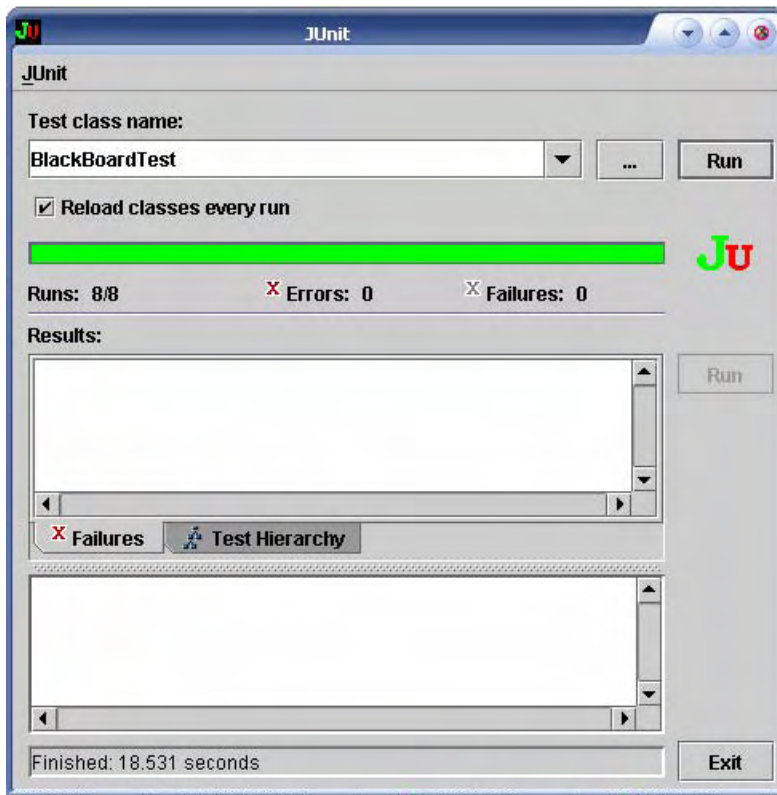 JU JUnit
JUnit
Test class name:
BlackBoardTest ... Run
Reload classes every run
JU
Runs: 8/8 X Errors: 0 X Failures: 0
Results:
Run
X Failures Test Hierarchy
Finished: 18.531 seconds Exit